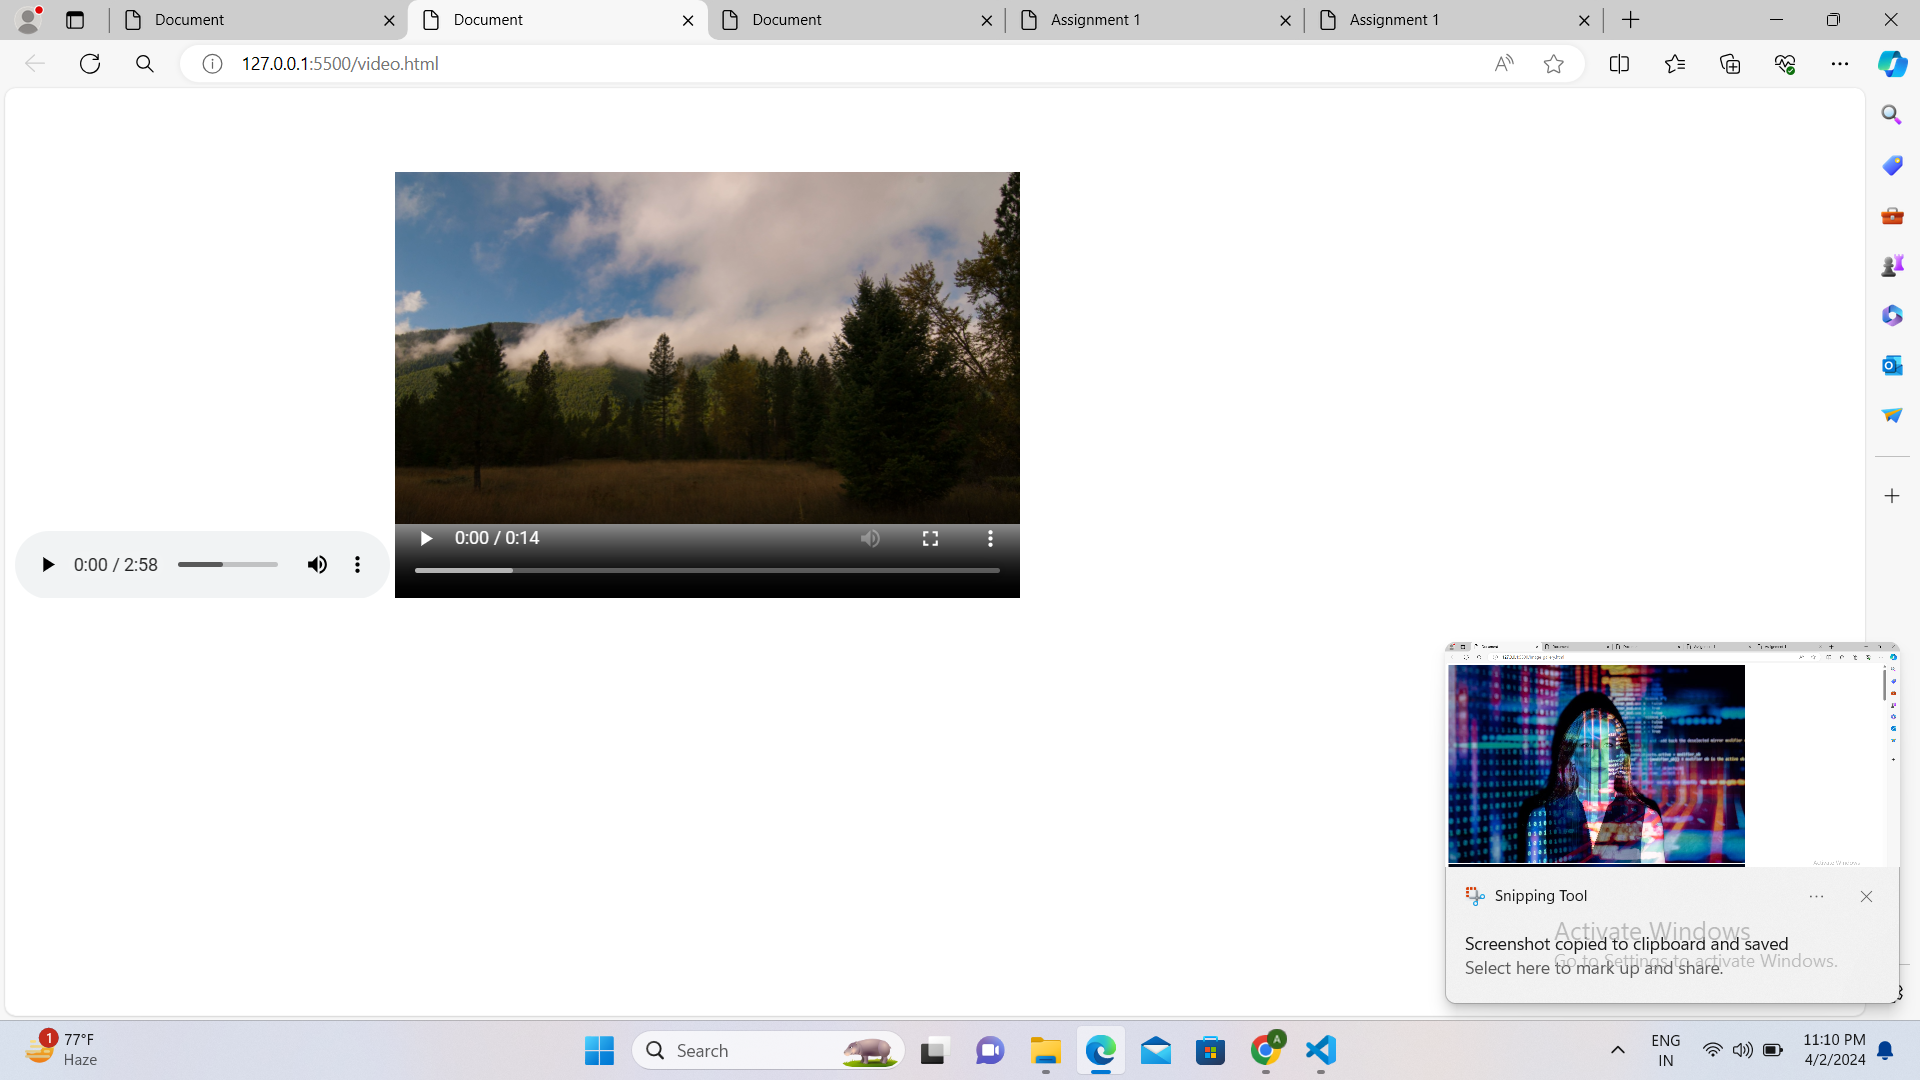 Document
Document
Document
Assignment 1
Assignment 1
127.0.0.1:5500/video.html
0:00 / 0:14
0:00 / 2:58
Snipping Tool
Activate Windows
Screenshot copied to clipboard and saved
Go to Settings to activate Windows.
Select here to mark up and share.
1
77°F
Haze
Search
A
ENG
IN
11:10 PM
4/2/2024